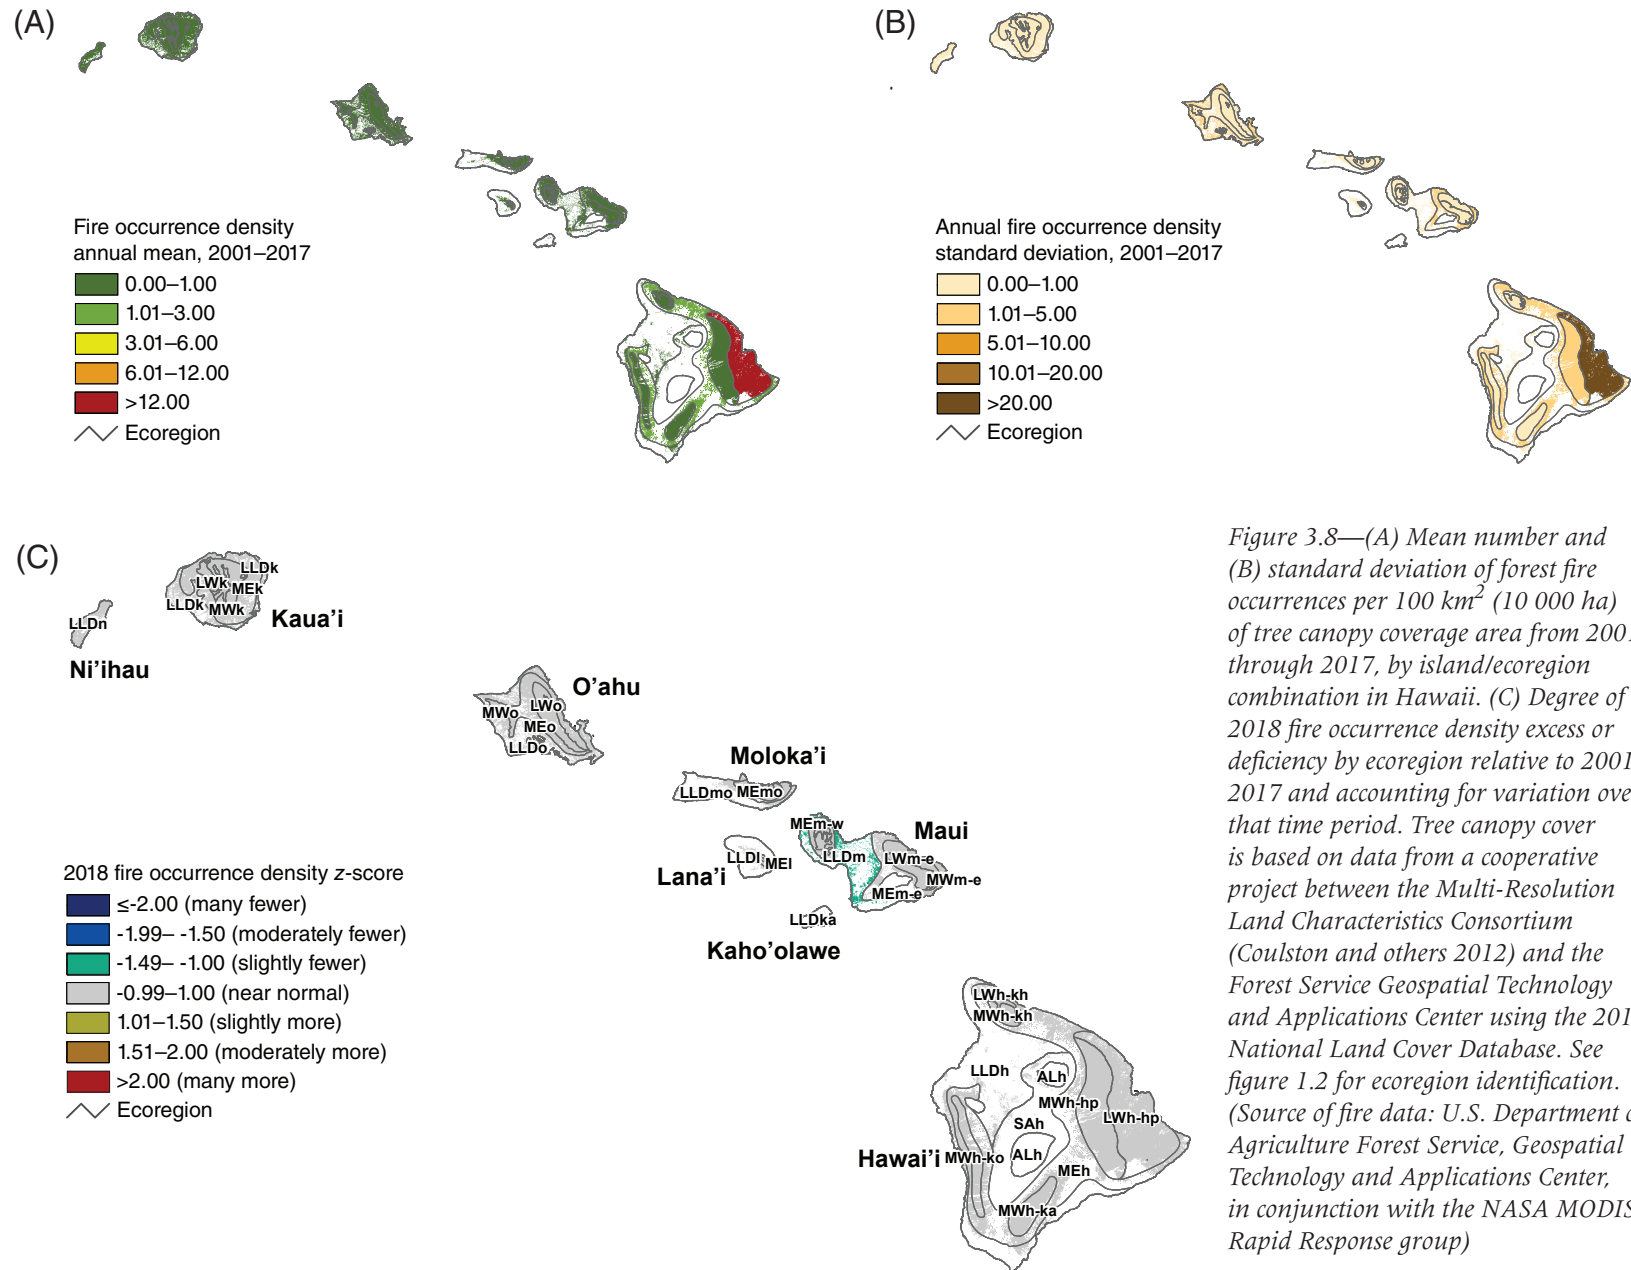 (A)
Fire occurrence density
annual mean, 2001–2017
0.00–1.00
1.01–3.00
3.01–6.00
6.01–12.00
>12.00
Ecoregion
(B)
Annual fire occurrence density
standard deviation, 2001–2017
0.00–1.00
1.01–5.00
5.01–10.00
10.01–20.00
>20.00
Ecoregion
(C)
LLDn
Ni'ihau
LLDk
LWk
MEk
LLDk
MWk
Kaua'i
O'ahu
MWo
LWo
MEo
LLDo
Moloka'i
LLDmo
MEmo
MEm-w
Maui
LLDm
LWm-e
MWm-e
MEm-e
LLDl
MEl
Lana'i
LLDka
Kaho'olawe
LWh-kh
MWh-kh
LLDh
ALh
MWh-hp
LWh-hp
SAh
ALh
Hawai'i
MWh-ko
MEh
MWh-ka
2018 fire occurrence density z-score
≤-2.00 (many fewer)
-1.99– -1.50 (moderately fewer)
-1.49– -1.00 (slightly fewer)
-0.99–1.00 (near normal)
1.01–1.50 (slightly more)
1.51–2.00 (moderately more)
>2.00 (many more)
Ecoregion
Figure 3.8—(A) Mean number and
(B) standard deviation of forest fire
occurrences per 100 km² (10 000 ha)
of tree canopy coverage area from 200
through 2017, by island/ecoregion
combination in Hawaii. (C) Degree of
2018 fire occurrence density excess or
deficiency by ecoregion relative to 2001
2017 and accounting for variation ove
that time period. Tree canopy cover
is based on data from a cooperative
project between the Multi-Resolution
Land Characteristics Consortium
(Coulston and others 2012) and the
Forest Service Geospatial Technology
and Applications Center using the 201
National Land Cover Database. See
figure 1.2 for ecoregion identification.
(Source of fire data: U.S. Department
Agriculture Forest Service, Geospatial
Technology and Applications Center,
in conjunction with the NASA MODIS
Rapid Response group)